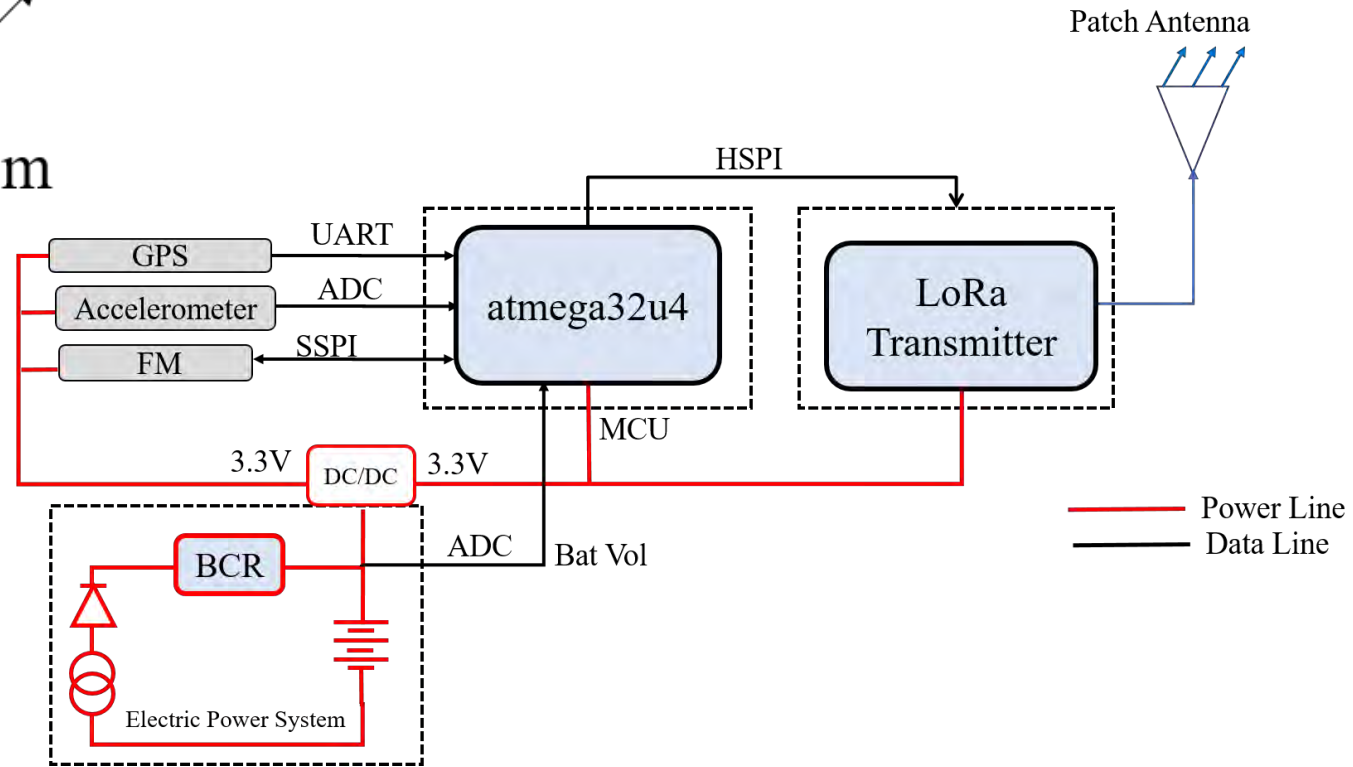 Patch Antenna
m
HSPI
GPS
UART
Accelerometer
ADC
FM
SSPI
atmega32u4
LoRa
Transmitter
MCU
3.3V
DC/DC
3.3V
Power Line
Data Line
BCR
ADC
Bat Vol
Electric Power System